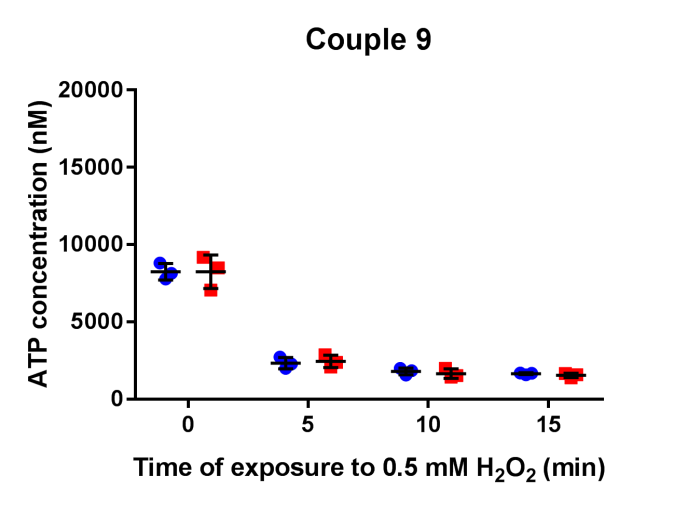 Couple 9
ATP concentration (nM)
20000
15000
10000
5000
0
0 5 10 15
Time of exposure to 0.5 mM H₂O₂ (min)